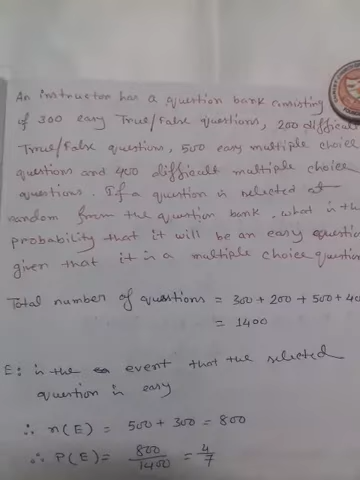 An instructor has a question bank consisting
of 300 easy True/False questions, 200 difficult
True/False questions, 500 easy multiple choice
questions and 400 difficult multiple choice
questions. If a question is selected at
random from the question bank, what is the
probability that it will be an easy question
given that it is a multiple choice question
Total number of questions = 300 + 200 + 500 + 40
= 1400
E: is the event that the selected
question is easy
∴ n(E) = 500 + 300 = 800
∴ P(E) = 800/1400 = 4/7